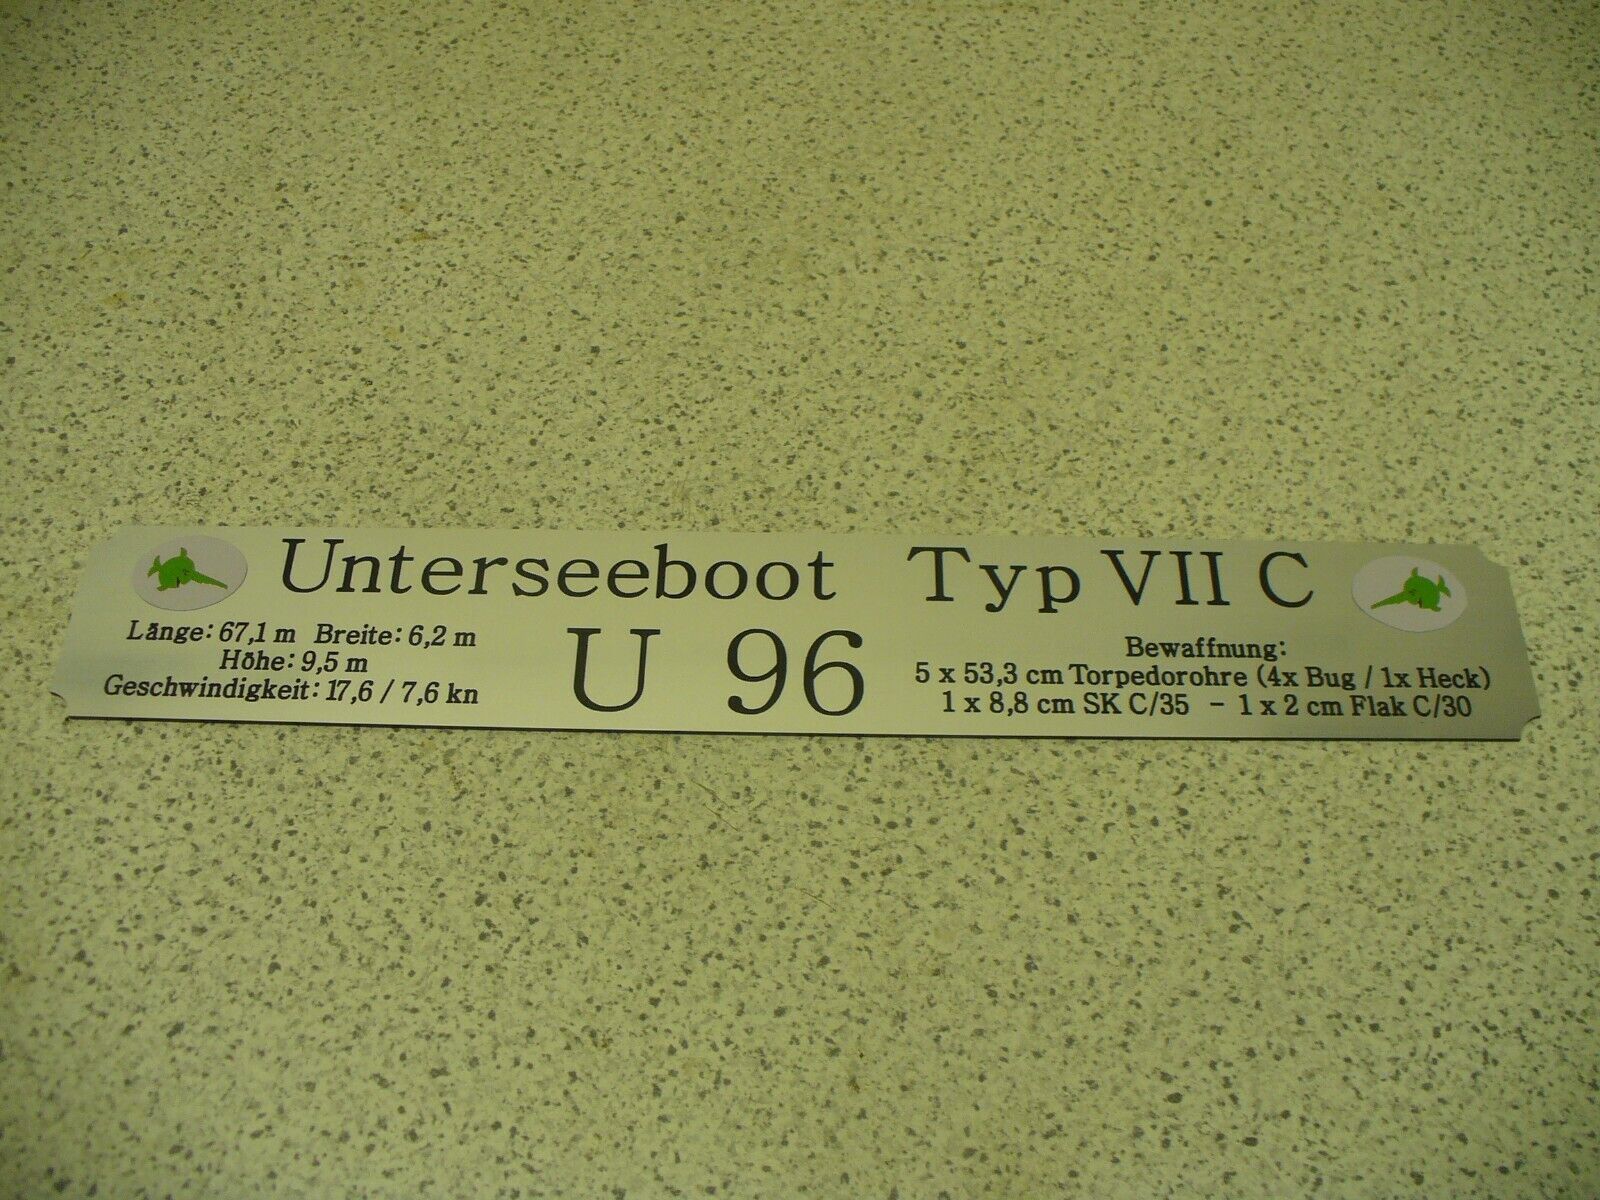 Unterseeboot Typ VII C
U 96
Länge: 67,1 m Breite: 6,2 m
Höhe: 9,5 m
Geschwindigkeit: 17,6 / 7,6 kn
Bewaffnung:
5 x 53,3 cm Torpedorohre (4x Bug / 1x Heck)
1 x 8,8 cm SK C/35 - 1 x 2 cm Flak C/30